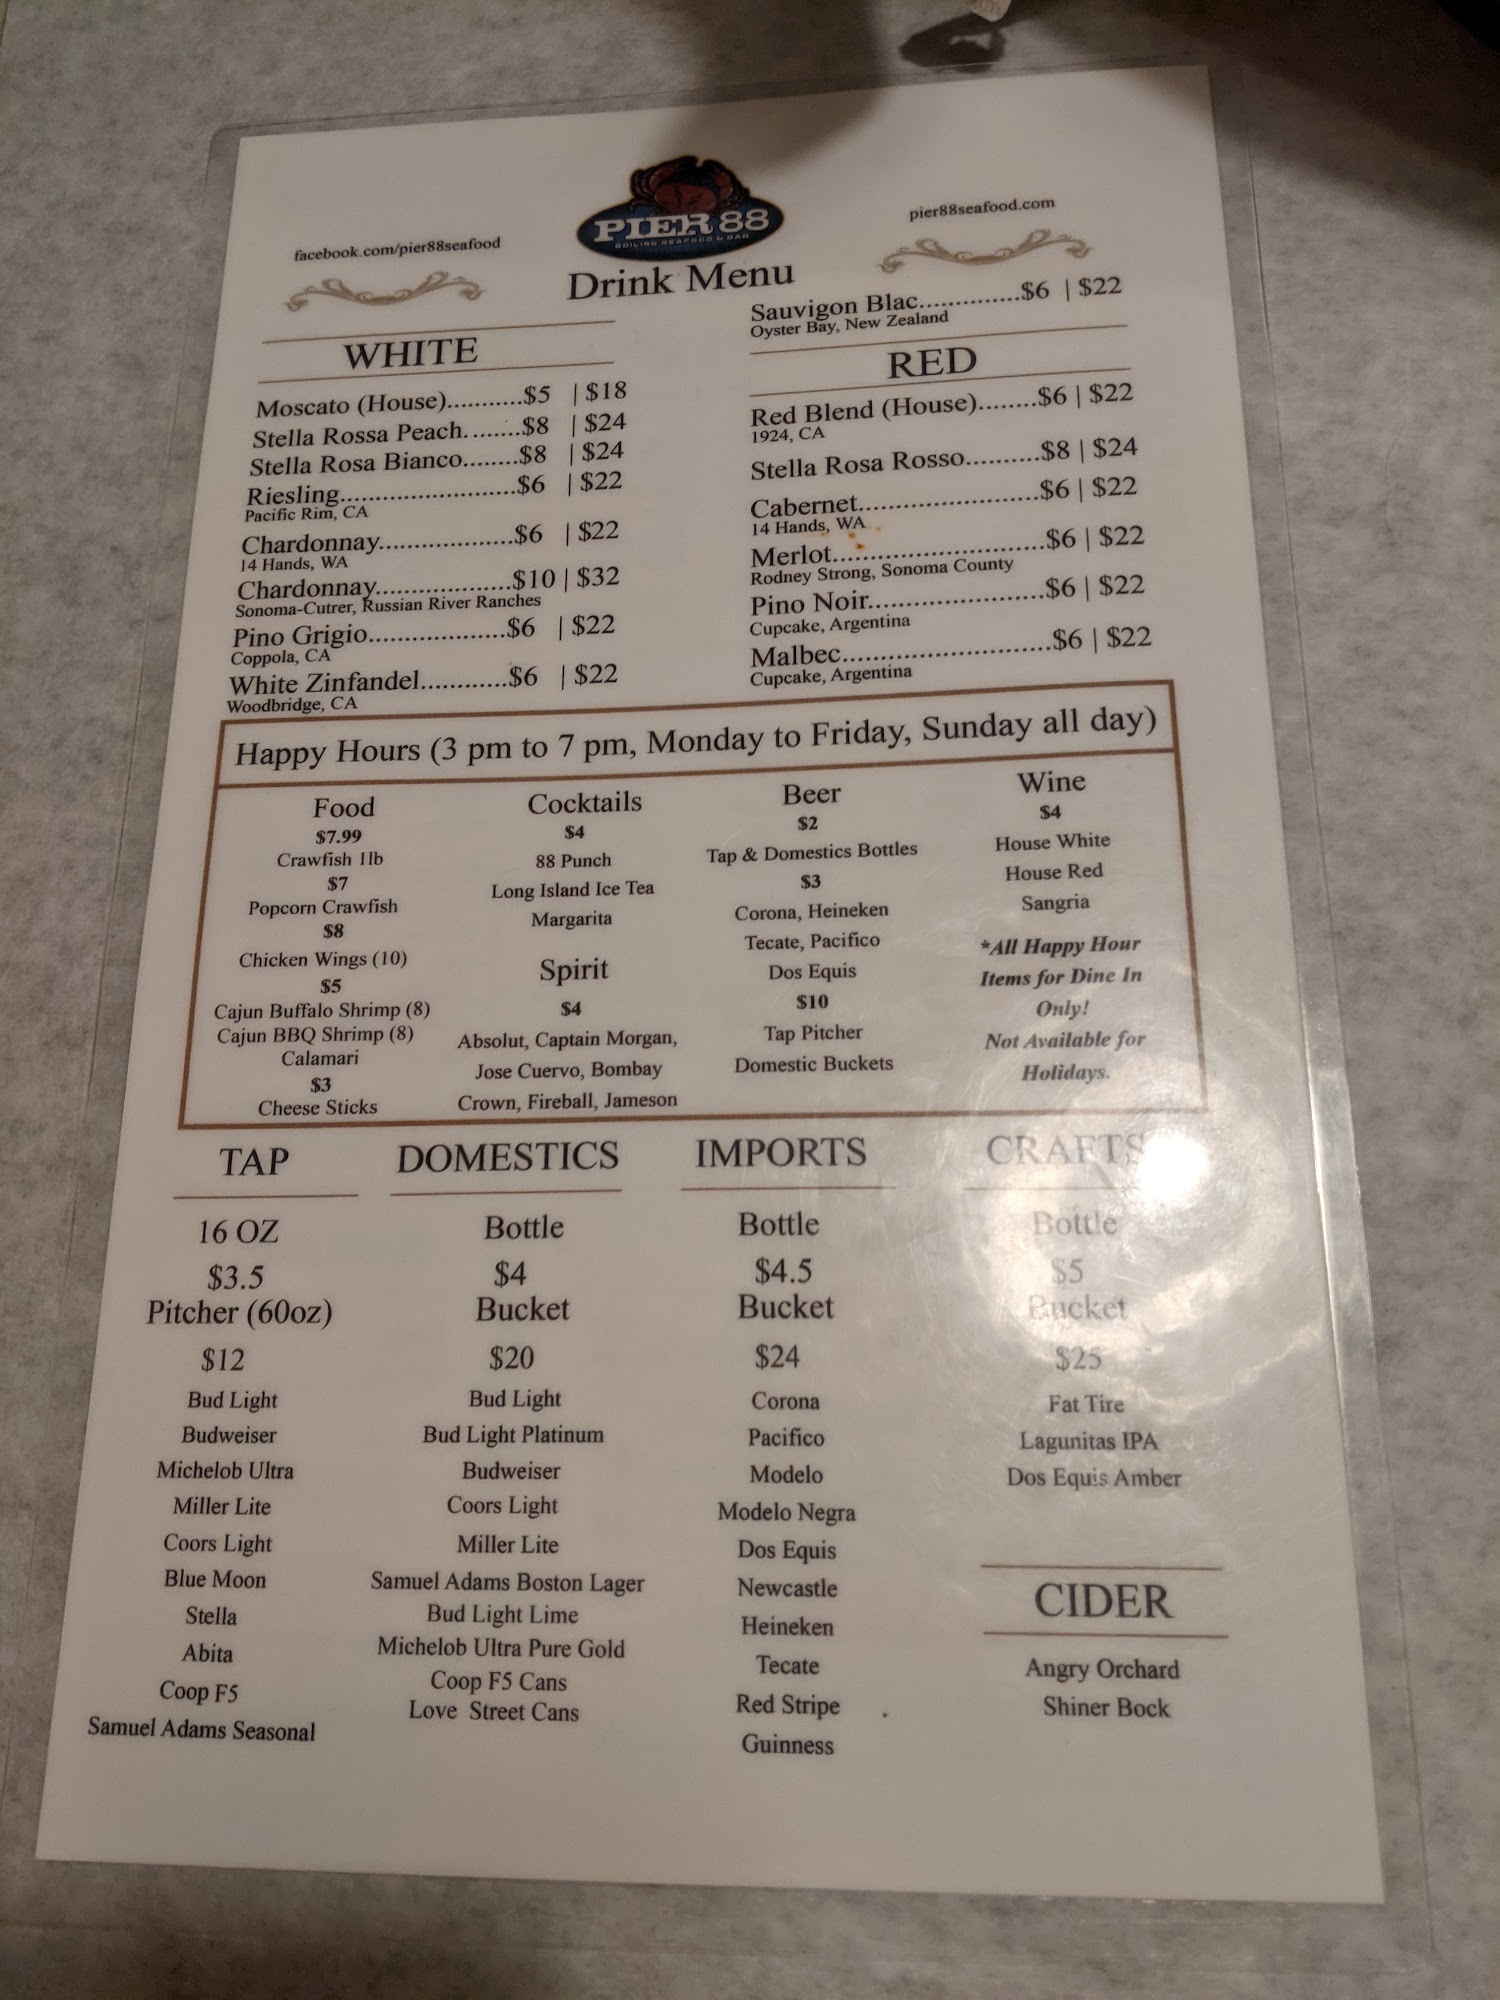 facebook.com/pier88seafood
PIER 88
BOILING SEAFOOD & BAR
pier88seafood.com
Drink Menu
WHITE
Moscato (House)...........$5 | $18
Stella Rossa Peach. .......$8 | $24
Stella Rosa Bianco........$8 | $24
Riesling.........................$6 | $22
Pacific Rim, CA
Chardonnay...................$6 | $22
14 Hands, WA
Chardonnay...................$10 | $32
Sonoma-Cutrer, Russian River Ranches
Pino Grigio....................$6 | $22
Coppola, CA
White Zinfandel............$6 | $22
Woodbridge, CA
Sauvigon Blac..............$6 | $22
Oyster Bay, New Zealand
RED
Red Blend (House)........$6 | $22
1924, CA
Stella Rosa Rosso..........$8 | $24
Cabernet.........................$6 | $22
14 Hands, WA
Merlot.............................$6 | $22
Rodney Strong, Sonoma County
Pino Noir........................$6 | $22
Cupcake, Argentina
Malbec............................$6 | $22
Cupcake, Argentina
Happy Hours (3 pm to 7 pm, Monday to Friday, Sunday all day)
Food
$7.99
Crawfish 1lb
$7
Popcorn Crawfish
$8
Chicken Wings (10)
$5
Cajun Buffalo Shrimp (8)
Cajun BBQ Shrimp (8)
Calamari
$3
Cheese Sticks
Cocktails
$4
88 Punch
Long Island Ice Tea
Margarita
Spirit
$4
Absolut, Captain Morgan,
Jose Cuervo, Bombay
Crown, Fireball, Jameson
Beer
$2
Tap & Domestics Bottles
$3
Corona, Heineken
Tecate, Pacifico
Dos Equis
$10
Tap Pitcher
Domestic Buckets
Wine
$4
House White
House Red
Sangria
*All Happy Hour
Items for Dine In
Only!
Not Available for
Holidays.
TAP
16 OZ
$3.5
Pitcher (60oz)
$12
Bud Light
Budweiser
Michelob Ultra
Miller Lite
Coors Light
Blue Moon
Stella
Abita
Coop F5
Samuel Adams Seasonal
DOMESTICS
Bottle
$4
Bucket
$20
Bud Light
Bud Light Platinum
Budweiser
Coors Light
Miller Lite
Samuel Adams Boston Lager
Bud Light Lime
Michelob Ultra Pure Gold
Coop F5 Cans
Love Street Cans
IMPORTS
Bottle
$4.5
Bucket
$24
Corona
Pacifico
Modelo
Modelo Negra
Dos Equis
Newcastle
Heineken
Tecate
Red Stripe
Guinness
CRAFTS
Bottle
$5
Bucket
$25
Fat Tire
Lagunitas IPA
Dos Equis Amber
CIDER
Angry Orchard
Shiner Bock